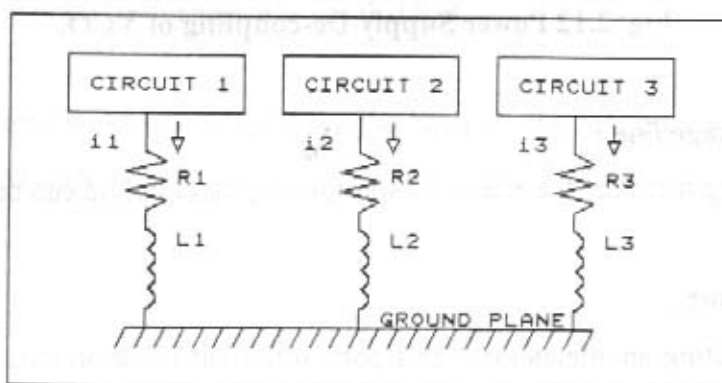 CIRCUIT 1 CIRCUIT 2 CIRCUIT 3
i1 i2 i3
R1 R2 R3
L1 L2 L3
GROUND PLANE